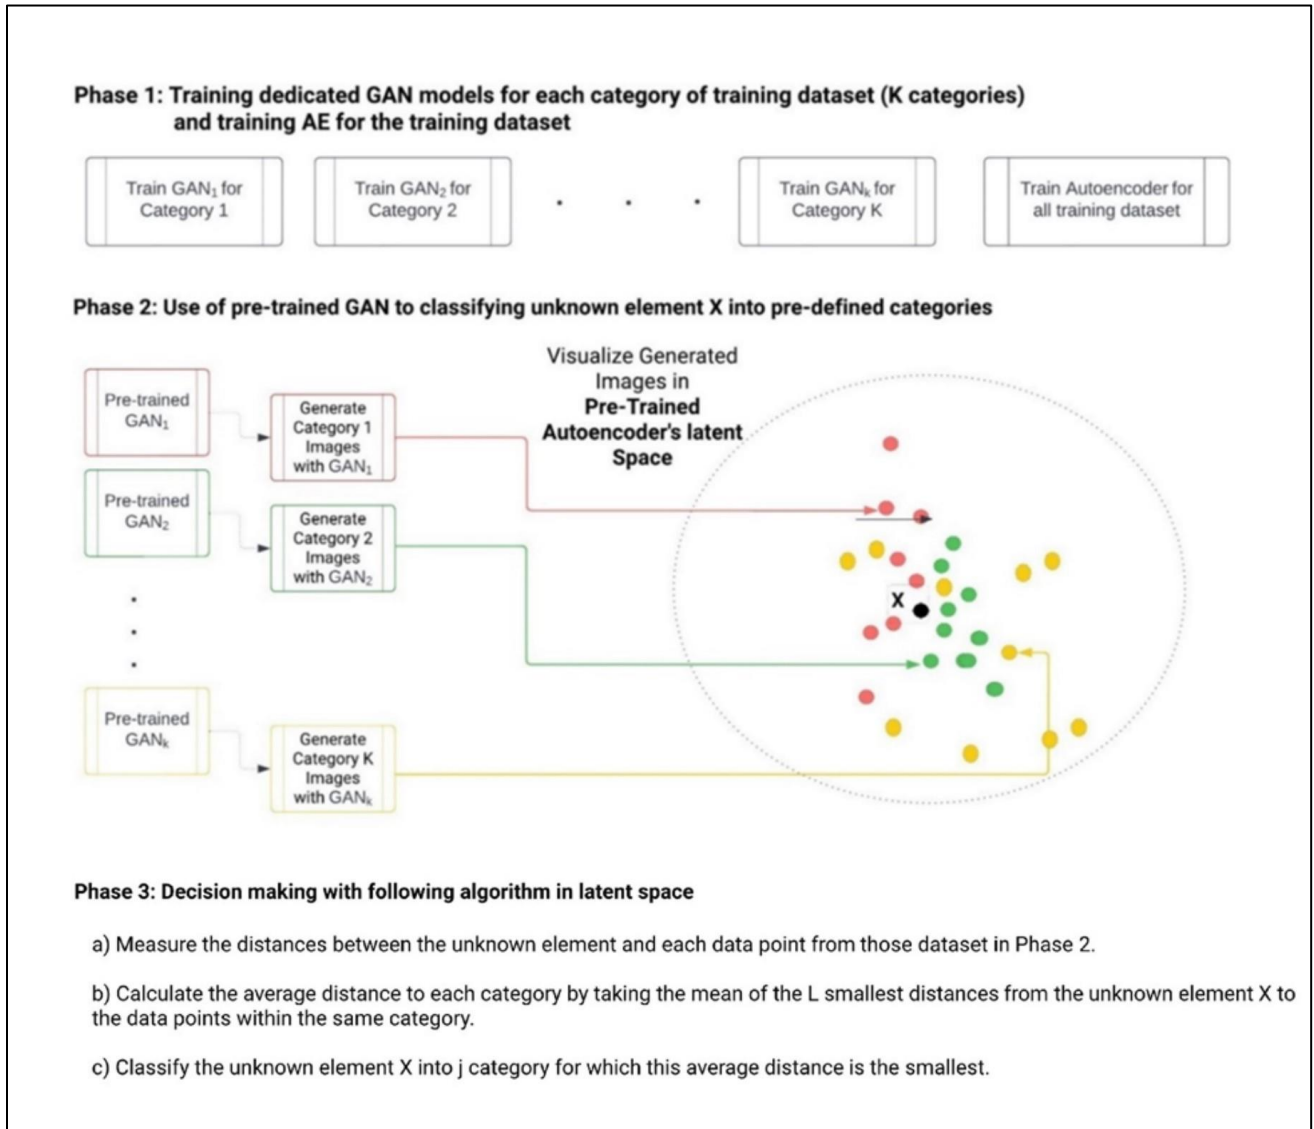 Phase 1: Training dedicated GAN models for each category of training dataset (K categories)
and training AE for the training dataset
Train GAN₁ for
Category 1
Train GAN₂ for
Category 2
. . .
Train GANₖ for
Category K
Train Autoencoder for
all training dataset
Phase 2: Use of pre-trained GAN to classifying unknown element X into pre-defined categories
Pre-trained
GAN₁
Generate
Category 1
Images
with GAN₁
Pre-trained
GAN₂
Generate
Category 2
Images
with GAN₂
Pre-trained
GANₖ
Generate
Category K
Images
with GANₖ
Visualize Generated
Images in
Pre-Trained
Autoencoder's latent
Space
X
Phase 3: Decision making with following algorithm in latent space
a) Measure the distances between the unknown element and each data point from those dataset in Phase 2.
b) Calculate the average distance to each category by taking the mean of the L smallest distances from the unknown element X to
the data points within the same category.
c) Classify the unknown element X into j category for which this average distance is the smallest.